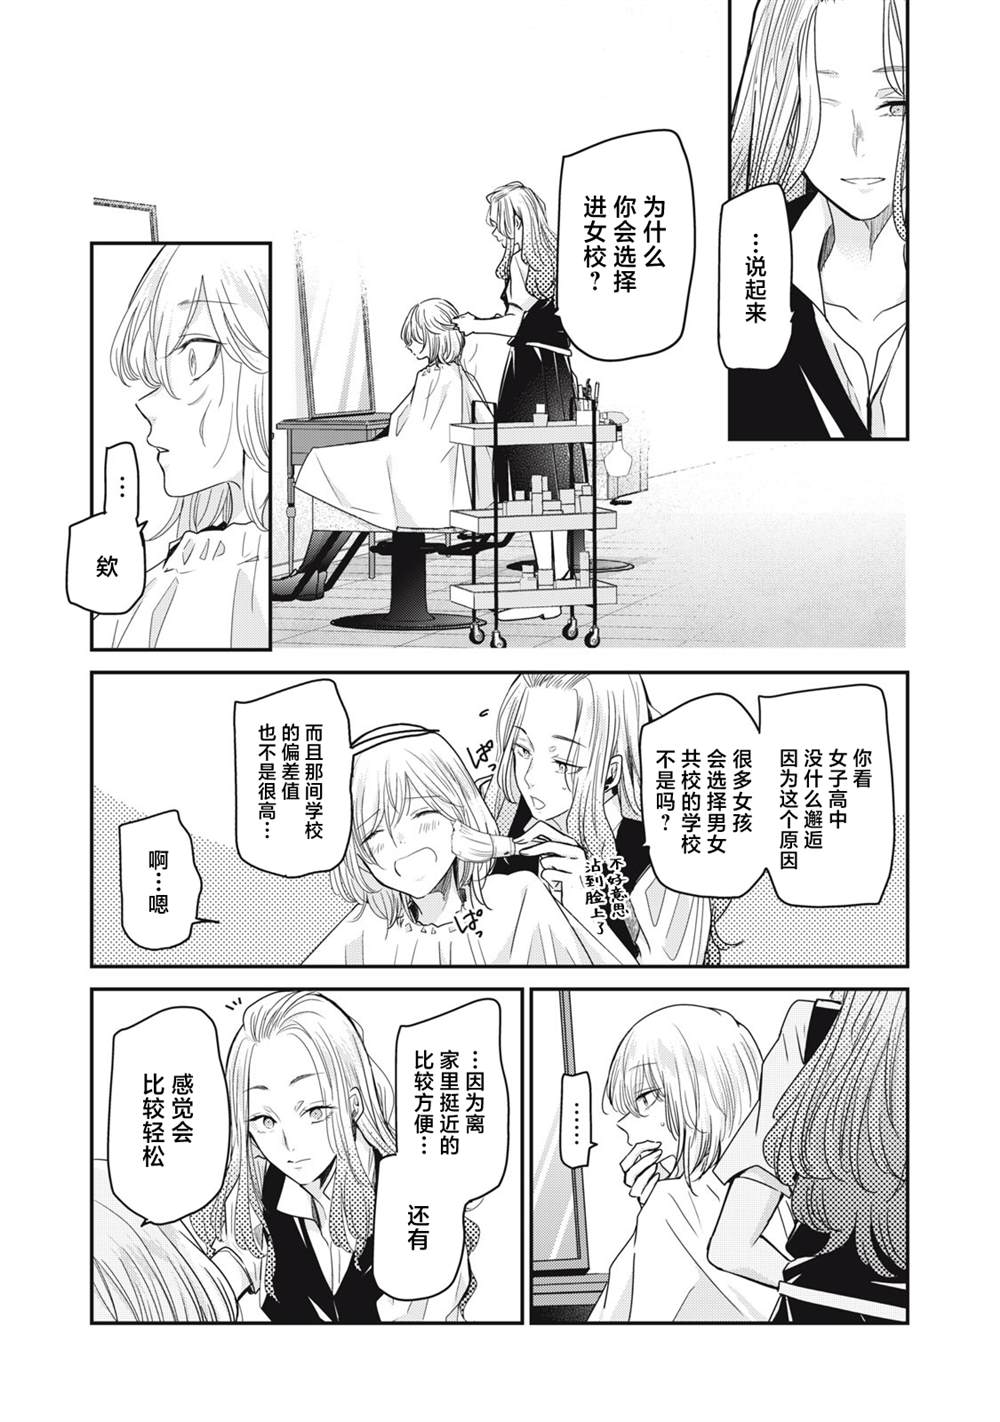 …说起来
为什么
你会选择
进女校？
…
欸
你看
女子高中
没什么邂逅
因为这个原因
很多女孩
会选择男女
共校的学校
不是吗？
ぱっ
不好意思
沾到脸上了
ぱっ
而且那间学校
的偏差值
也不是很高…
啊…嗯
……
…因为离
家里挺近的
比较方便…
还有
感觉会
比较轻松